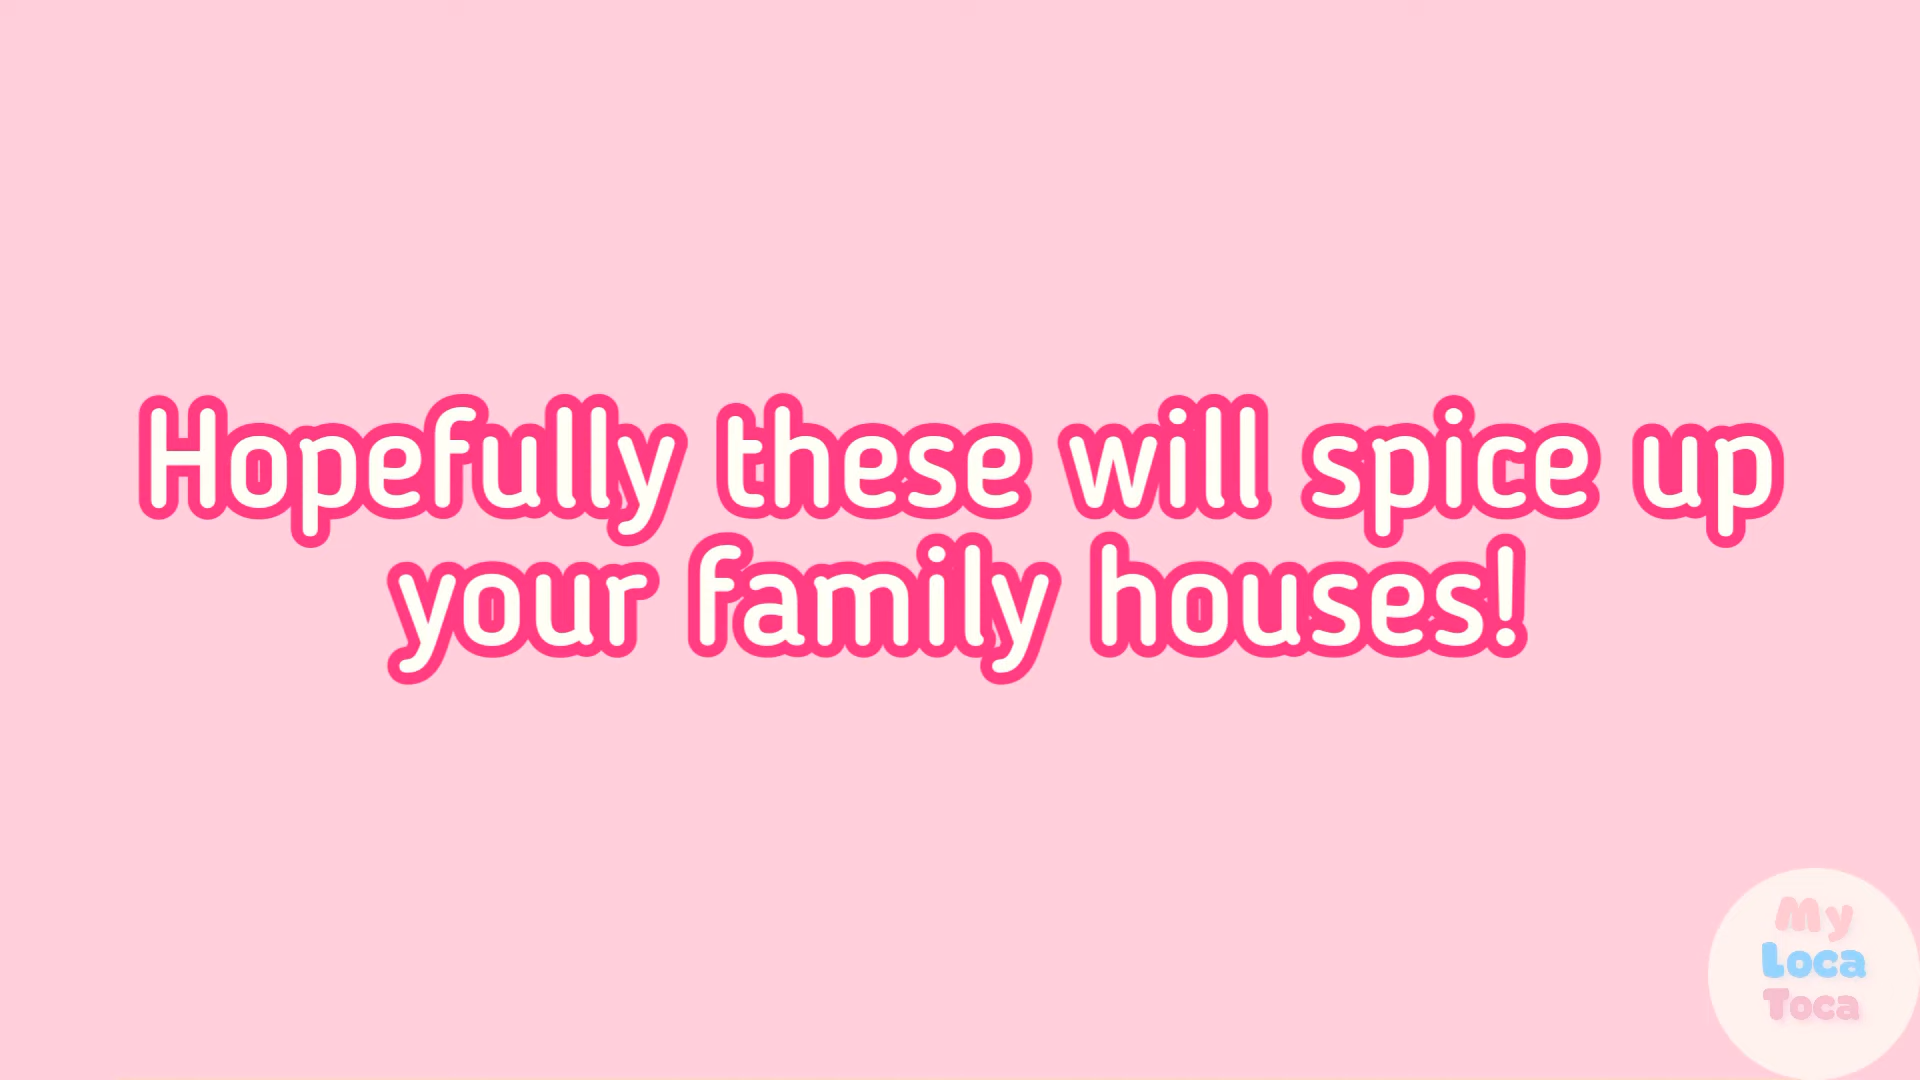 Hopefully these will spice up
your family houses!
My
Loca
Toca